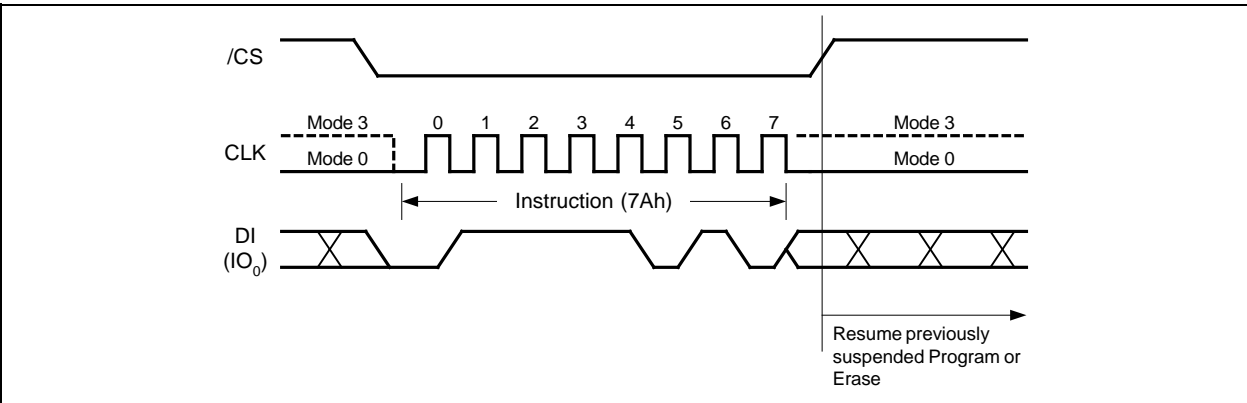 /CS
Mode 3 0 1 2 3 4 5 6 7 Mode 3
CLK
Mode 0 Mode 0
Instruction (7Ah)
DI
(IO0)
Resume previously
suspended Program or
Erase